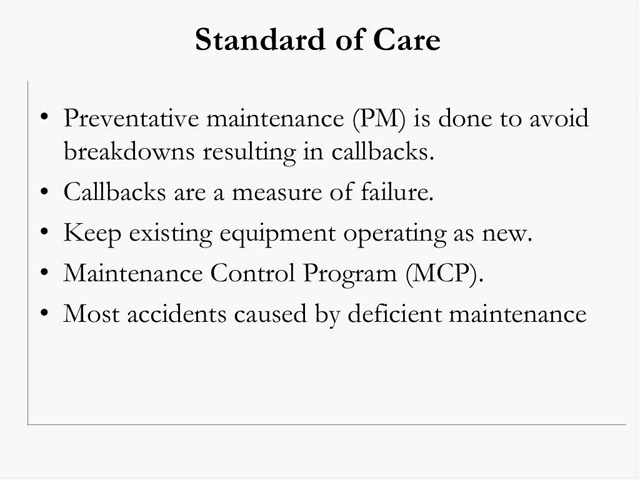 Standard of Care
• Preventative maintenance (PM) is done to avoid
breakdowns resulting in callbacks.
• Callbacks are a measure of failure.
• Keep existing equipment operating as new.
• Maintenance Control Program (MCP).
• Most accidents caused by deficient maintenance